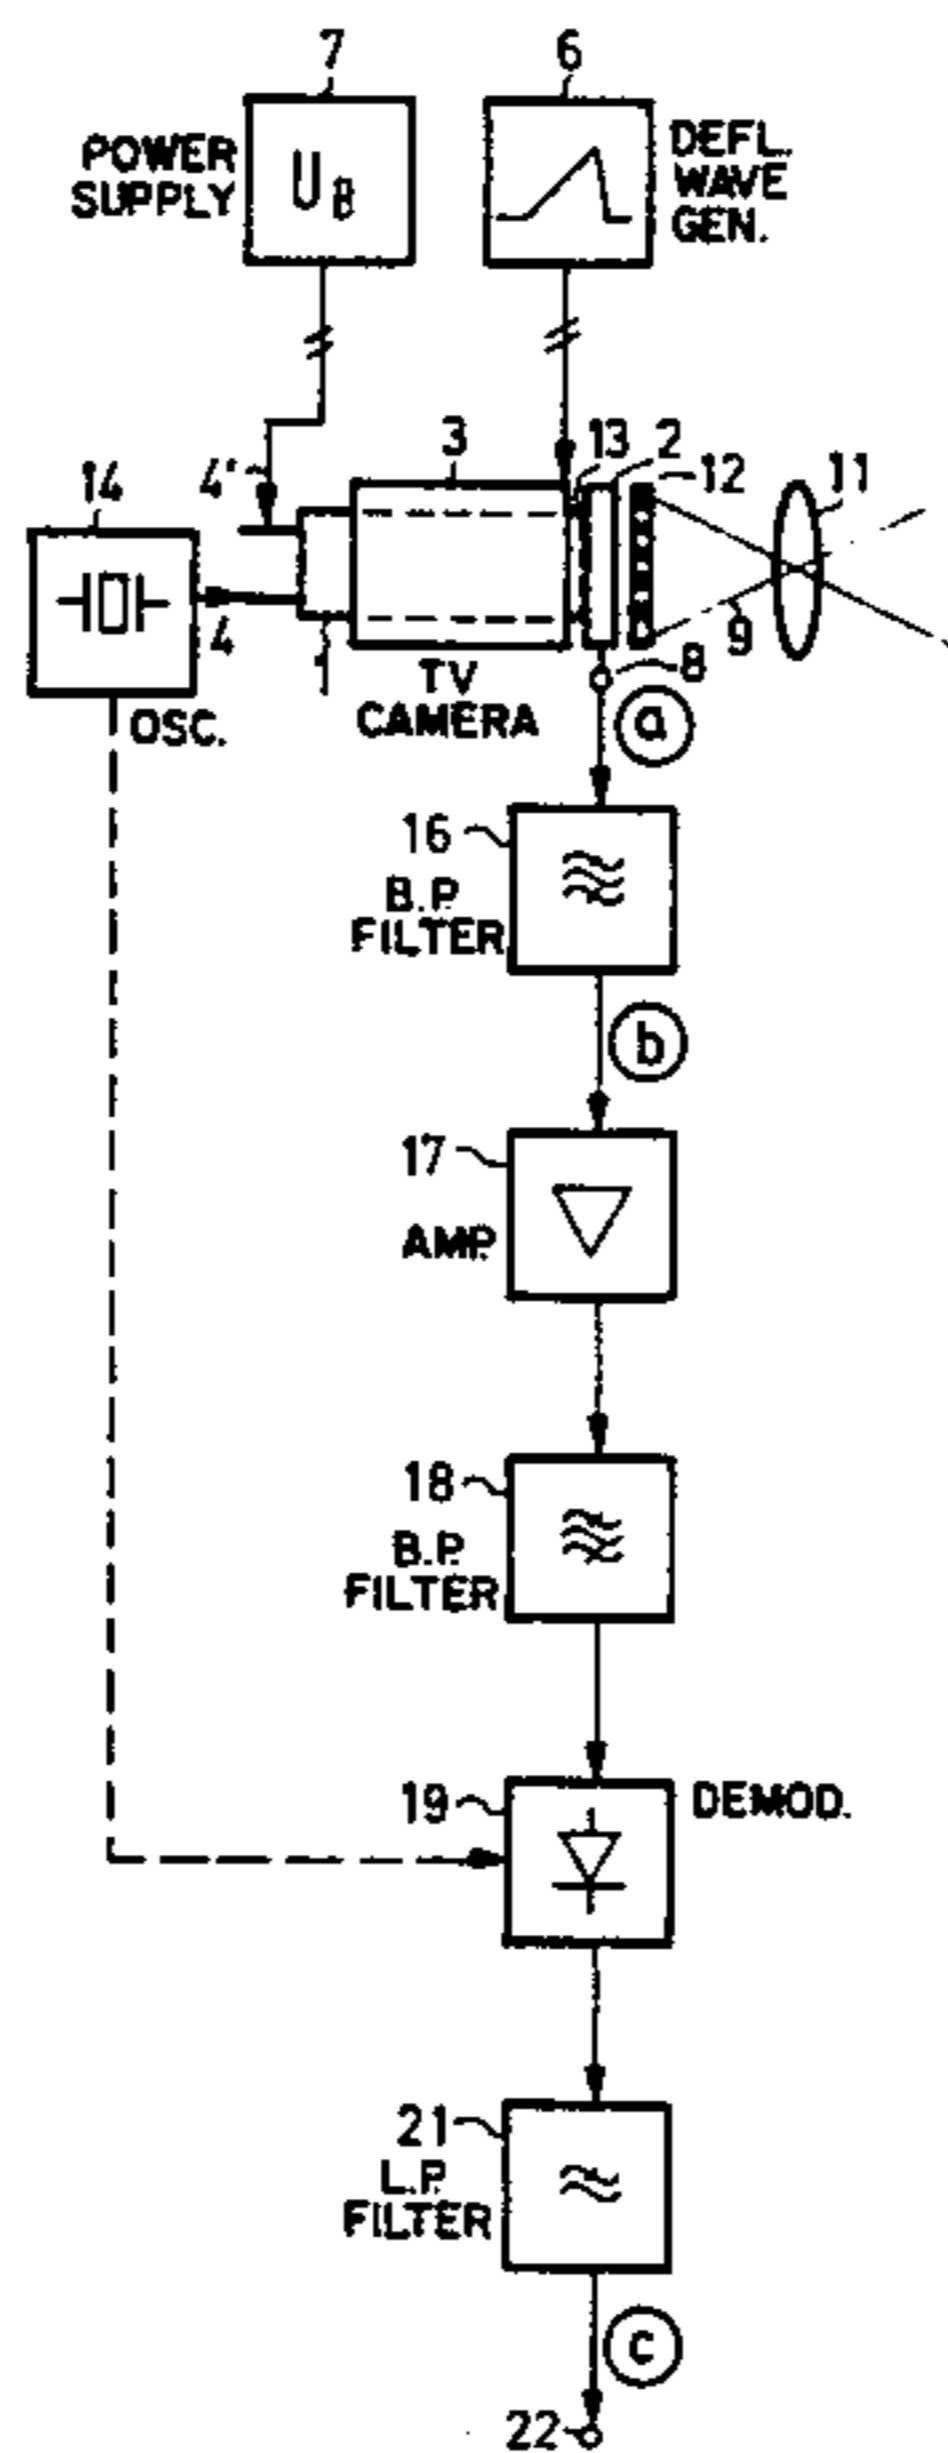 7
6
POWER
SUPPLY
U B
DEFL.
WAVE
GEN.
14
4'
3
13
2
12
11
4
1
9
8
OSC.
TV
CAMERA
a
16
B.P.
FILTER
b
17
AMP.
18
B.P.
FILTER
19
DEMOD.
21
L.P.
FILTER
c
22